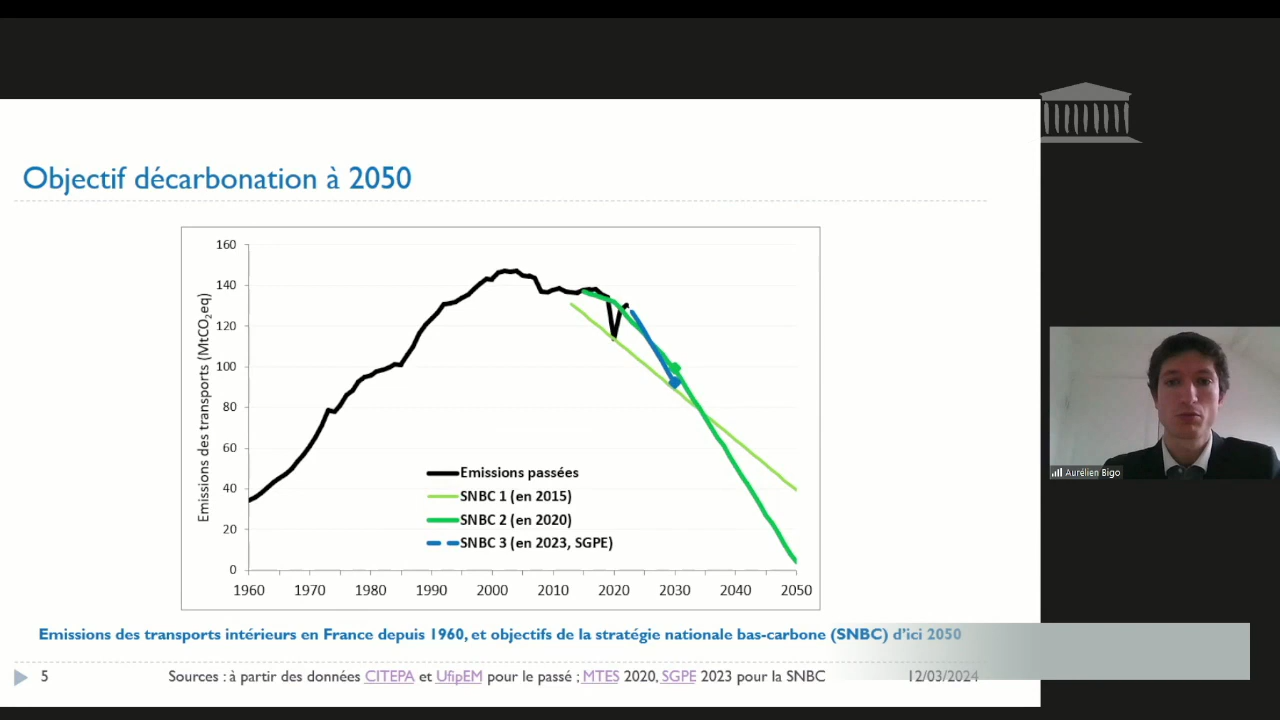 Objectif décarbonation à 2050
160
140
120
100
80
60
40
20
0
Emissions des transports (MtCO₂eq)
Emissions passées
SNBC 1 (en 2015)
SNBC 2 (en 2020)
SNBC 3 (en 2023, SGPE)
1960 1970 1980 1990 2000 2010 2020 2030 2040 2050
Emissions des transports intérieurs en France depuis 1960, et objectifs de la stratégie nationale bas-carbone (SNBC) d’ici 2050
5 Sources : à partir des données CITEPA et UfipEM pour le passé ; MTES 2020, SGPE 2023 pour la SNBC 12/03/2024
Aurélien Bigo